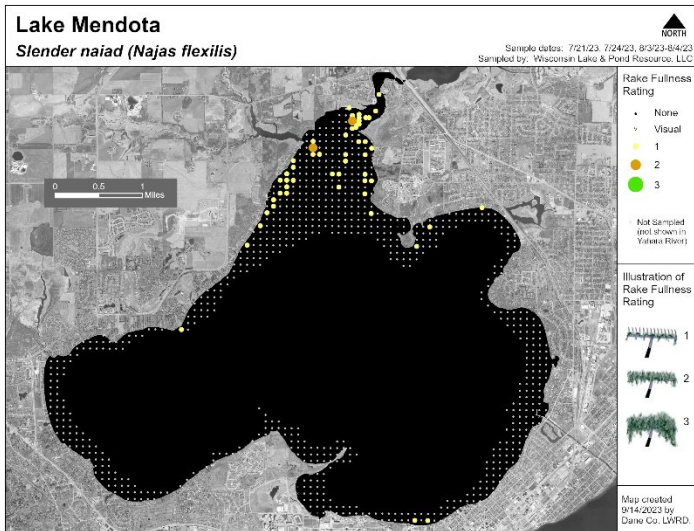 Lake Mendota
Slender naiad (Najas flexilis)
NORTH
Sample dates: 7/21/23, 7/24/23, 8/3/23-8/4/23
Sampled by: Wisconsin Lake & Pond Resource, LLC
0 0.5 1
Miles
Rake Fullness
Rating
None
Visual
1
2
3
Not Sampled
(not shown in
Yahara River)
Illustration of
Rake Fullness
Rating
1
2
3
Map created
9/14/2023 by
Dane Co. LWRD.